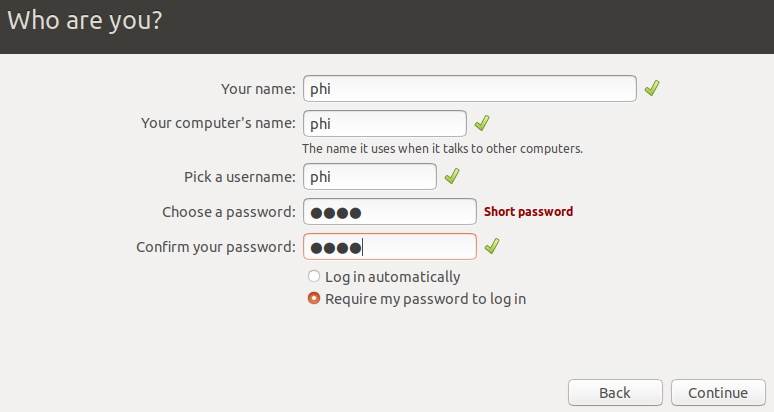 Who are you?
Your name: phi
Your computer's name: phi
The name it uses when it talks to other computers.
Pick a username: phi
Choose a password: ●●●● Short password
Confirm your password: ●●●●
Log in automatically
Require my password to log in
Back Continue